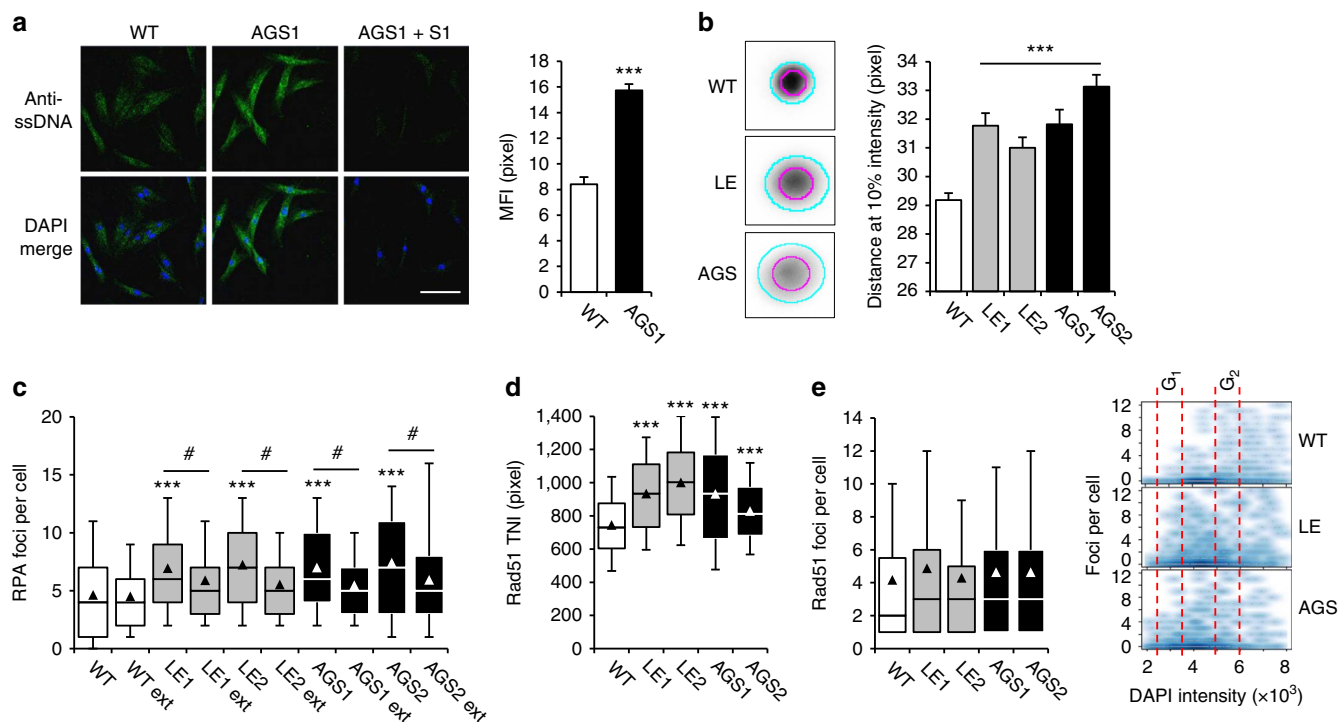 a
WT AGS1 AGS1 + S1
Anti-
ssDNA
DAPI
merge
MFI (pixel)
18
16
14
12
10
8
6
4
2
0
***
WT
AGS1
b
WT
LE
AGS
Distance at 10% intensity (pixel)
34
33
32
31
30
29
28
27
26
***
WT
LE1
LE2
AGS1
AGS2
c
RPA foci per cell
20
15
10
5
0
***
#
***
#
***
#
***
#
WT
WT ext
LE1
LE1 ext
LE2
LE2 ext
AGS1
AGS1 ext
AGS2
AGS2 ext
d
Rad51 TNI (pixel)
1,400
1,200
1,000
800
600
400
200
0
***
***
***
***
WT
LE1
LE2
AGS1
AGS2
e
Rad51 foci per cell
14
12
10
8
6
4
2
0
WT
LE1
LE2
AGS1
AGS2
G1
G2
Foci per cell
12
8
4
0
WT
12
8
4
0
LE
12
8
4
0
AGS
2 4 6 8
DAPI intensity (×10³)